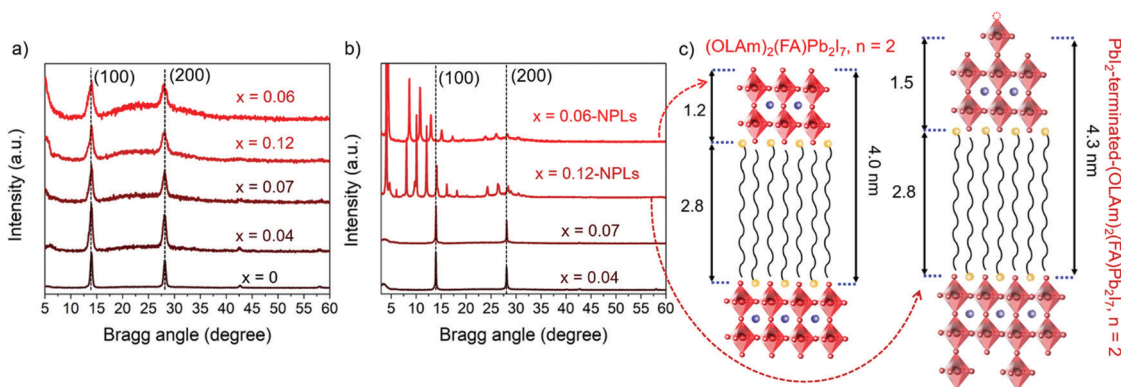 a)
Intensity (a.u.)
(100)
(200)
x = 0.06
x = 0.12
x = 0.07
x = 0.04
x = 0
5 10 15 20 25 30 35 40 45 50 55 60
Bragg angle (degree)
b)
Intensity (a.u.)
(100)
(200)
x = 0.06-NPLs
x = 0.12-NPLs
x = 0.07
x = 0.04
5 10 15 20 25 30 35 40 45 50 55 60
Bragg angle (degree)
c)
(OLAm)₂(FA)Pb₂I₇, n = 2
1.2
2.8
4.0 nm
1.5
2.8
4.3 nm
PbI₂-terminated-(OLAm)₂(FA)Pb₂I₇, n = 2